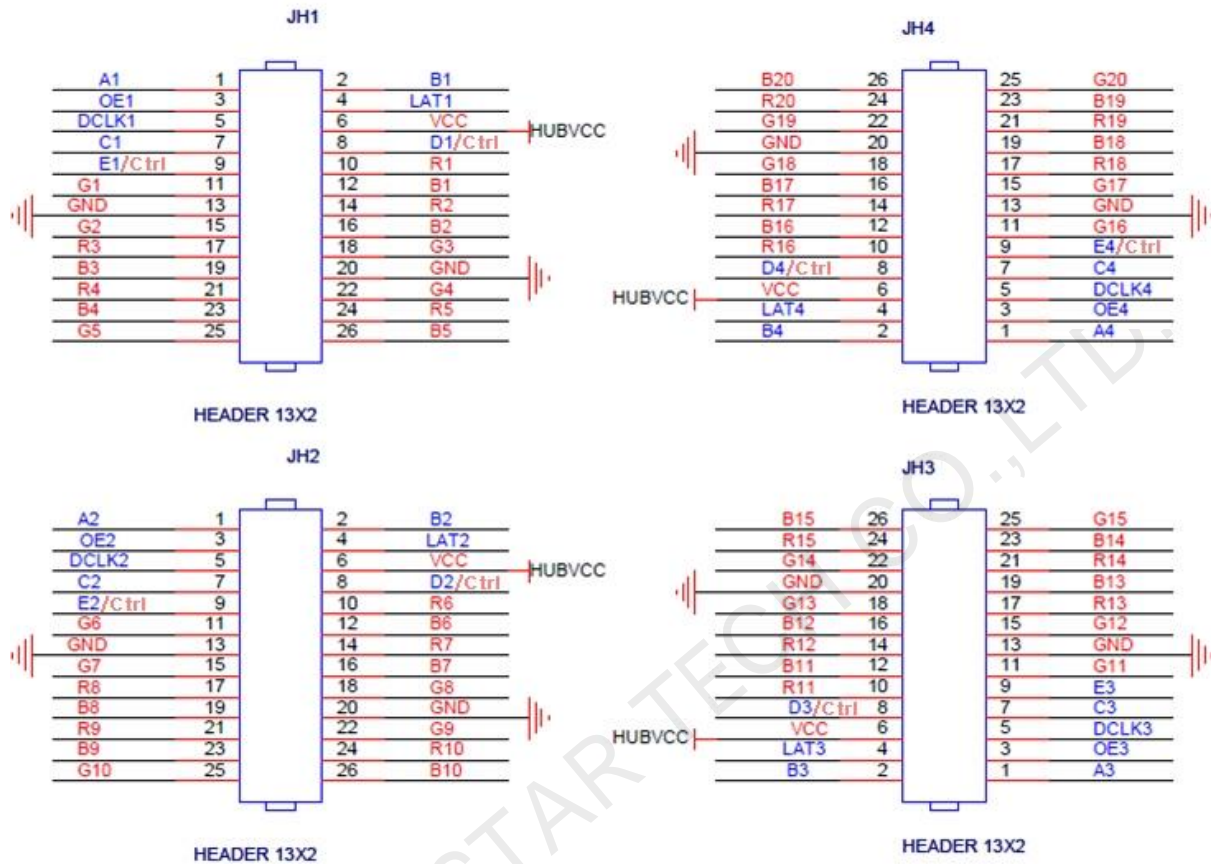 JH1
A1 1 2 B1
OE1 3 4 LAT1
DCLK1 5 6 VCC HUBVCC
C1 7 8 D1/Ctrl
E1/Ctrl 9 10 R1
G1 11 12 B1
GND 13 14 R2
G2 15 16 B2
R3 17 18 G3
B3 19 20 GND
R4 21 22 G4
B4 23 24 R5
G5 25 26 B5
HEADER 13X2
JH4
B20 26 25 G20
R20 24 23 B19
G19 22 21 R19
GND 20 19 B18
G18 18 17 R18
B17 16 15 G17
R17 14 13 GND
B16 12 11 G16
R16 10 9 E4/Ctrl
D4/Ctrl 8 7 C4
HUBVCC VCC 6 5 DCLK4
LAT4 4 3 OE4
B4 2 1 A4
HEADER 13X2
JH2
A2 1 2 B2
OE2 3 4 LAT2
DCLK2 5 6 VCC HUBVCC
C2 7 8 D2/Ctrl
E2/Ctrl 9 10 R6
G6 11 12 B6
GND 13 14 R7
G7 15 16 B7
R8 17 18 G8
B8 19 20 GND
R9 21 22 G9
B9 23 24 R10
G10 25 26 B10
HEADER 13X2
JH3
B15 26 25 G15
R15 24 23 B14
G14 22 21 R14
GND 20 19 B13
G13 18 17 R13
B12 16 15 G12
R12 14 13 GND
B11 12 11 G11
R11 10 9 E3
D3/Ctrl 8 7 C3
HUBVCC VCC 6 5 DCLK3
LAT3 4 3 OE3
B3 2 1 A3
HEADER 13X2
STAR TECH CO.,LTD.